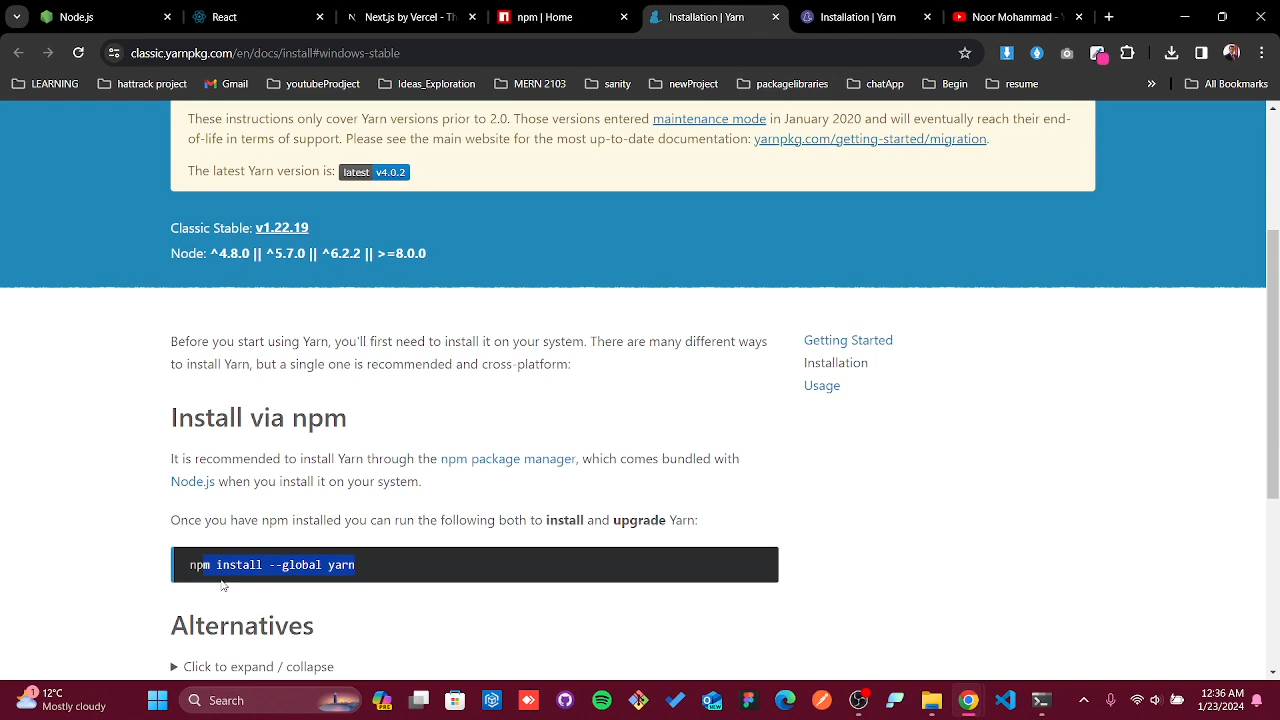 Node.js
React
Next.js by Vercel - Th
npm | Home
Installation | Yarn
Installation | Yarn
Noor Mohammad -
classic.yarnpkg.com/en/docs/install#windows-stable
LEARNING
hattrack project
Gmail
youtubeProdject
Ideas_Exploration
MERN 2103
sanity
newProject
packagelibraries
chatApp
Begin
resume
All Bookmarks
These instructions only cover Yarn versions prior to 2.0. Those versions entered maintenance mode in January 2020 and will eventually reach their end-
of-life in terms of support. Please see the main website for the most up-to-date documentation: yarnpkg.com/getting-started/migration.
The latest Yarn version is: latest v4.0.2
Classic Stable: v1.22.19
Node: ^4.8.0 || ^5.7.0 || ^6.2.2 || >=8.0.0
Before you start using Yarn, you'll first need to install it on your system. There are many different ways
to install Yarn, but a single one is recommended and cross-platform:
Getting Started
Installation
Usage
Install via npm
It is recommended to install Yarn through the npm package manager, which comes bundled with
Node.js when you install it on your system.
Once you have npm installed you can run the following both to install and upgrade Yarn:
npm install --global yarn
Alternatives
Click to expand / collapse
1
12°C
Mostly cloudy
Search
PRE
NEW
12:36 AM
1/23/2024